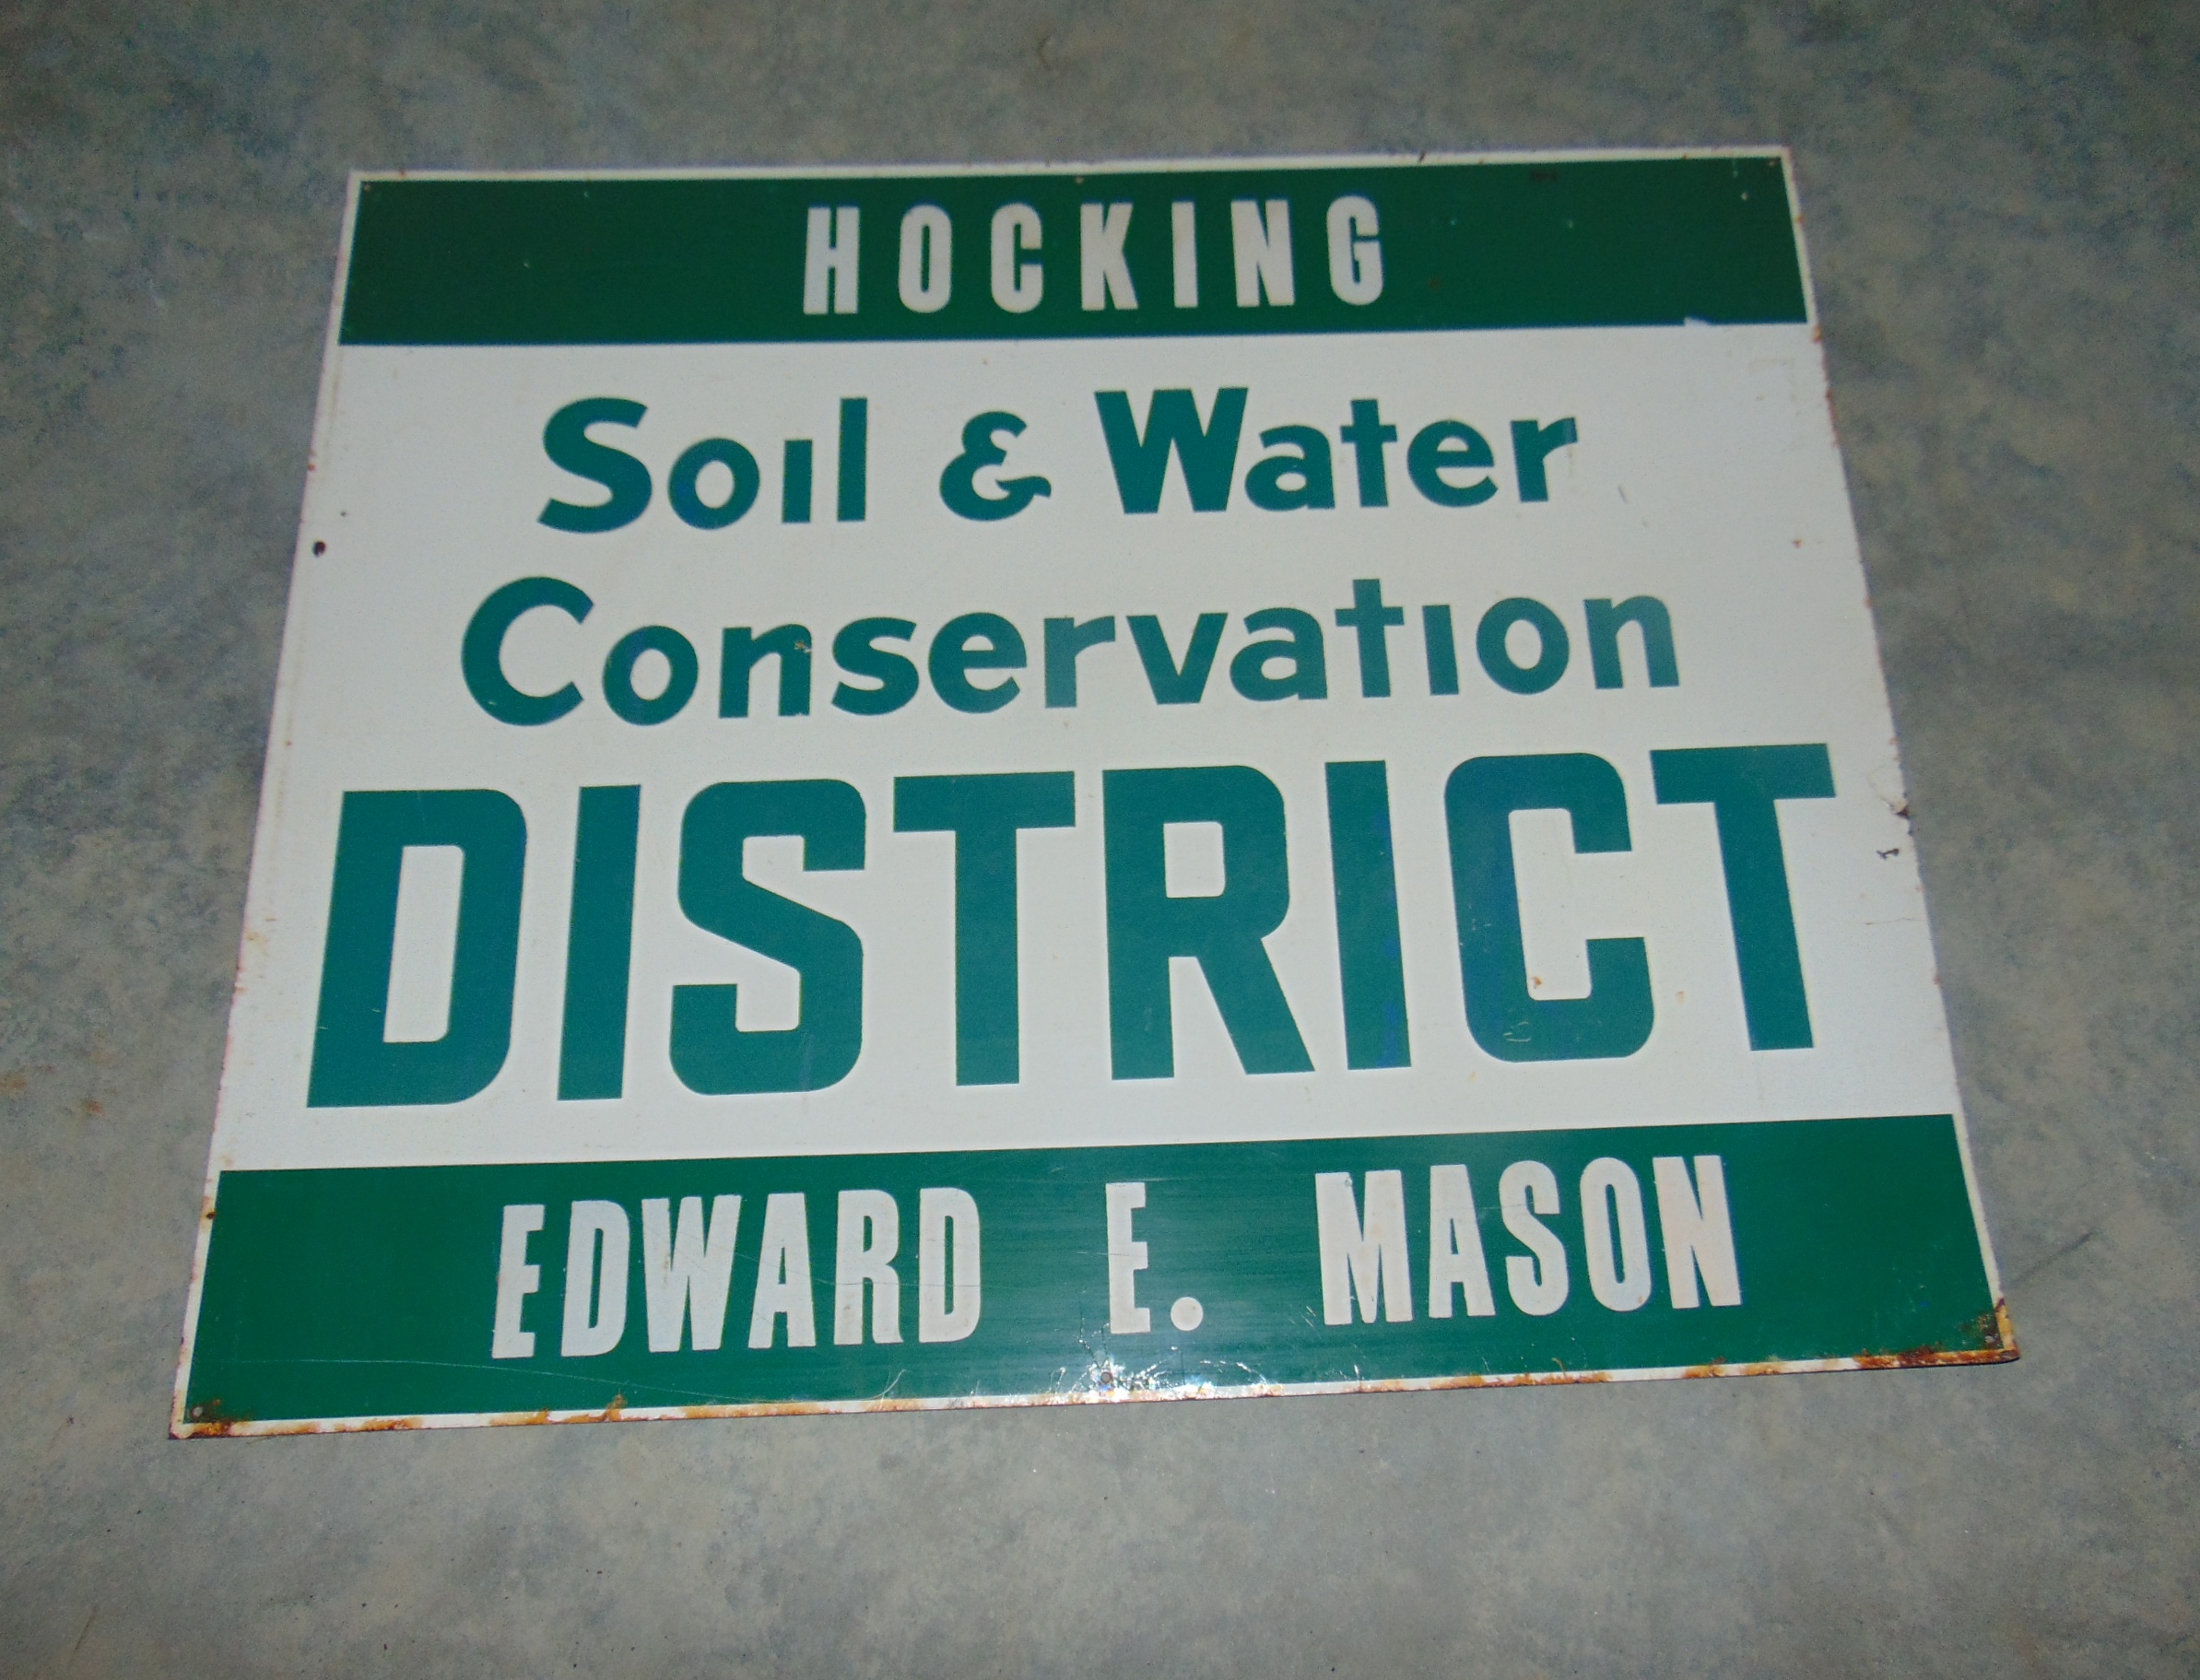 HOCKING
Soil & Water
Conservation
DISTRICT
EDWARD E. MASON